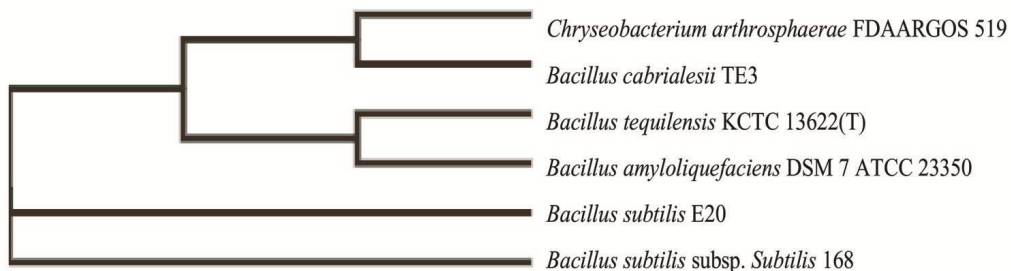 Chryseobacterium arthrosphaerae FDAARGOS 519
Bacillus cabrialesii TE3
Bacillus tequilensis KCTC 13622(T)
Bacillus amyloliquefaciens DSM 7 ATCC 23350
Bacillus subtilis E20
Bacillus subtilis subsp. Subtilis 168